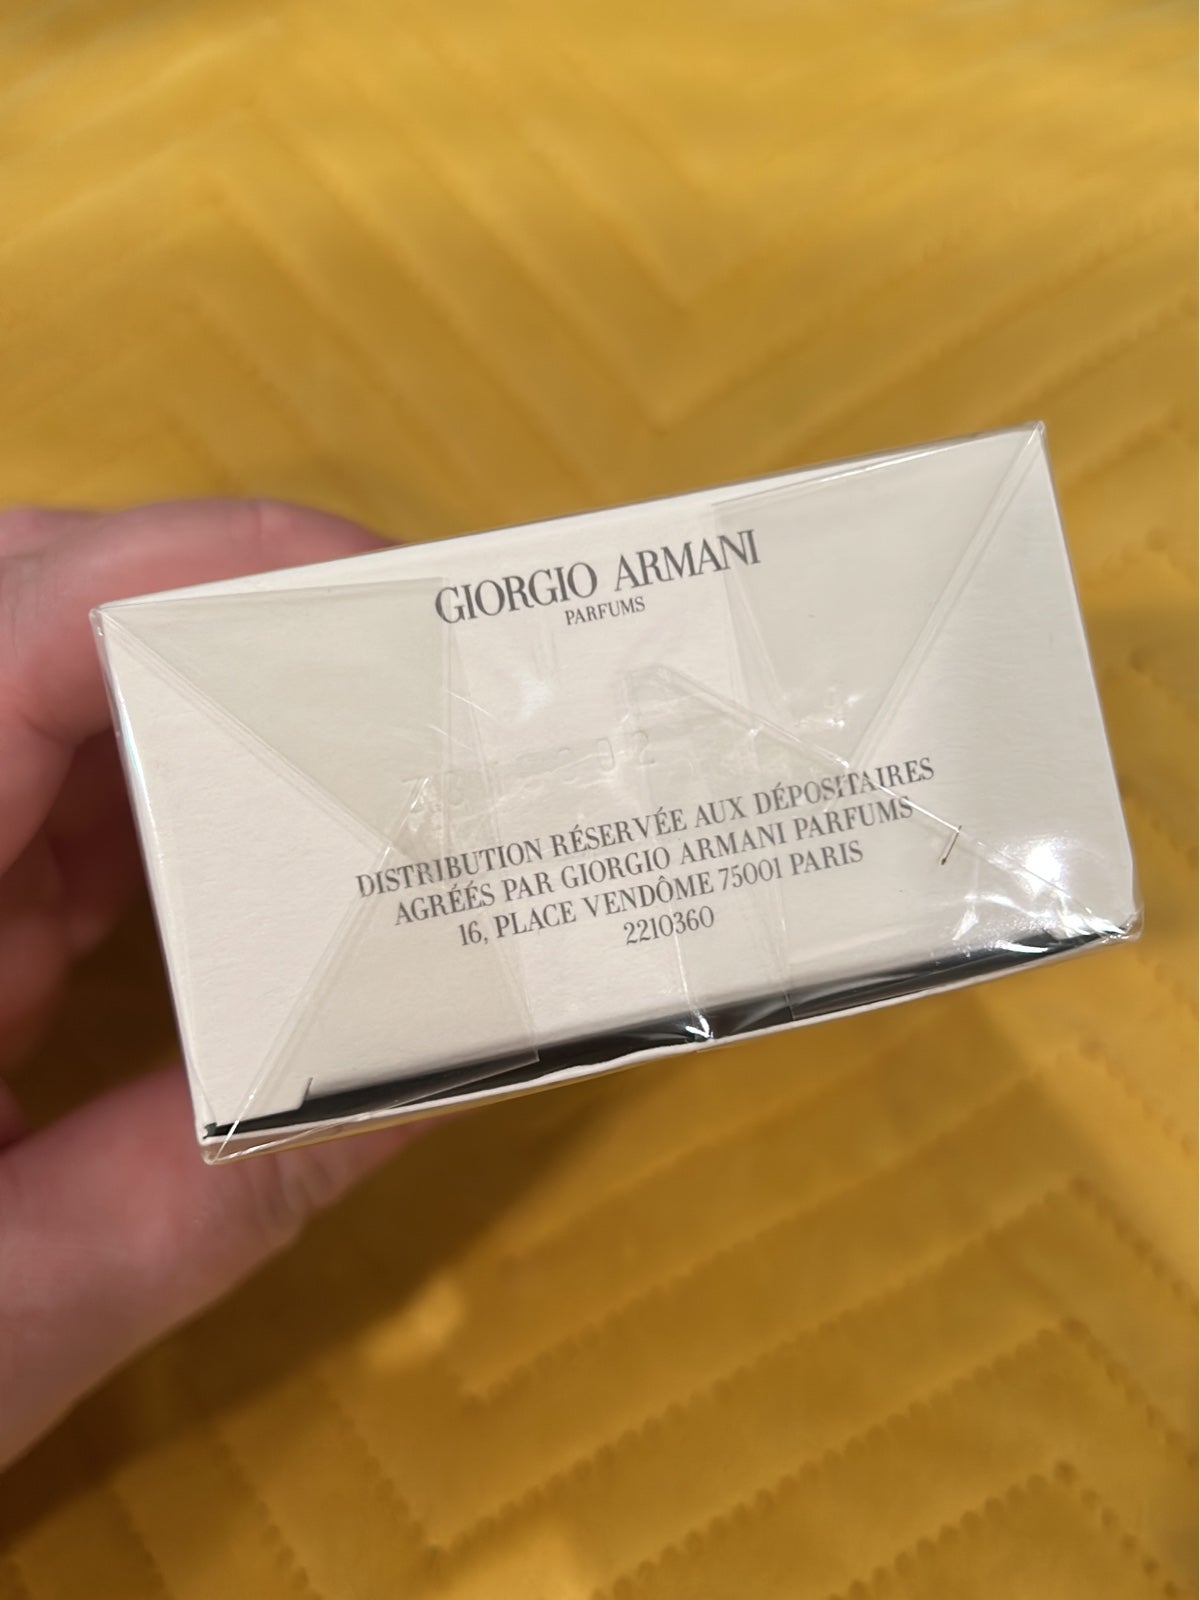 GIORGIO ARMANI
PARFUMS
DISTRIBUTION RÉSERVÉE AUX DÉPOSITAIRES
AGRÉÉS PAR GIORGIO ARMANI PARFUMS
16, PLACE VENDÔME 75001 PARIS
2210360